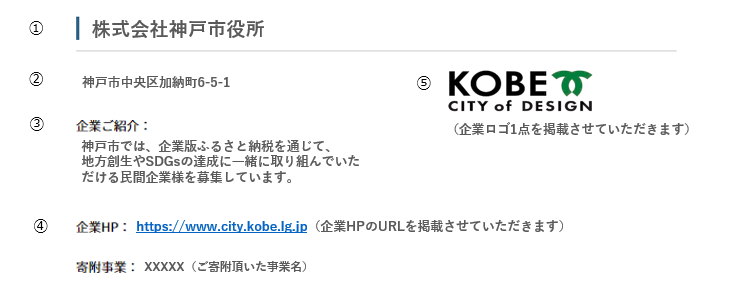 ① 株式会社神戸市役所
② 神戸市中央区加納町6-5-1
⑤ KOBE
CITY of DESIGN
（企業ロゴ1点を掲載させていただきます）
③ 企業ご紹介：
神戸市では、企業版ふるさと納税を通じて、
地方創生やSDGsの達成に一緒に取り組んでいた
だける民間企業様を募集しています。
④ 企業HP： https://www.city.kobe.lg.jp（企業HPのURLを掲載させていただきます）
寄附事業： XXXXX（ご寄附頂いた事業名）